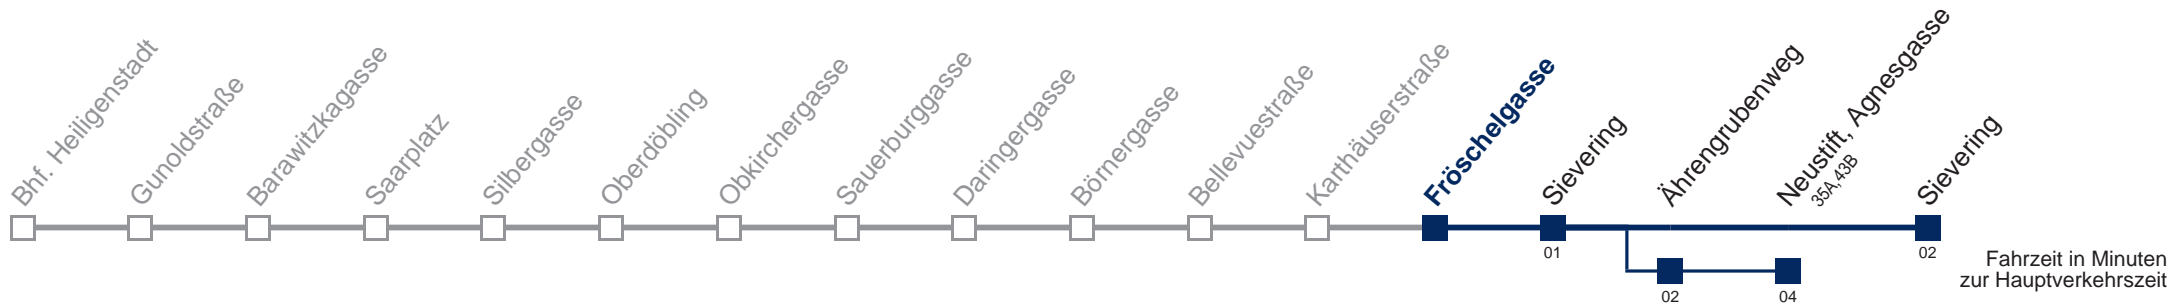 Bhf. Heiligenstadt
Gunoldstraße
Barawitzkagasse
Saarplatz
Silbergasse
Oberdöbling
Obkirchergasse
Sauerburggasse
Daringergasse
Börnergasse
Bellevuestraße
Karthäuserstraße
Fröschelgasse
Sievering
Ährengrubenweg
Neustift, Agnesgasse
35A,43B
Sievering
01
02
02
04
Fahrzeit in Minuten
zur Hauptverkehrszeit